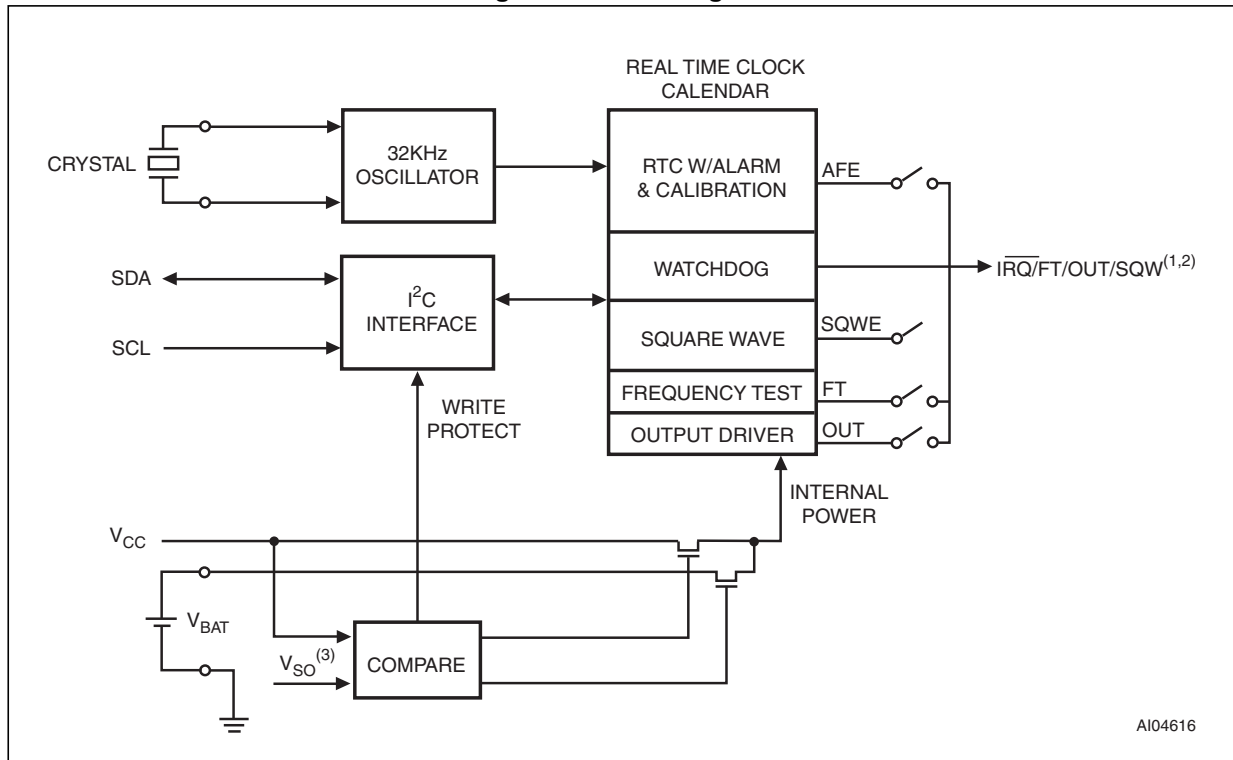 REAL TIME CLOCK
CALENDAR
CRYSTAL
32KHz
OSCILLATOR
RTC W/ALARM
& CALIBRATION
AFE
SDA
SCL
I²C
INTERFACE
WATCHDOG
IRQ/FT/OUT/SQW(1,2)
SQUARE WAVE
SQWE
FREQUENCY TEST
FT
OUTPUT DRIVER
OUT
WRITE
PROTECT
INTERNAL
POWER
VCC
VBAT
VSO(3)
COMPARE
AI04616